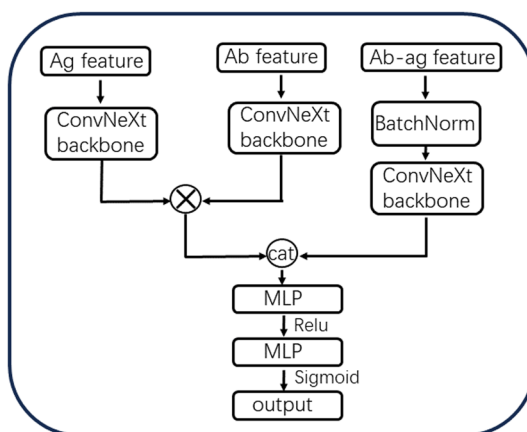 Ag feature
Ab feature
Ab-ag feature
ConvNeXt
backbone
ConvNeXt
backbone
BatchNorm
ConvNeXt
backbone
cat
MLP
Relu
MLP
Sigmoid
output